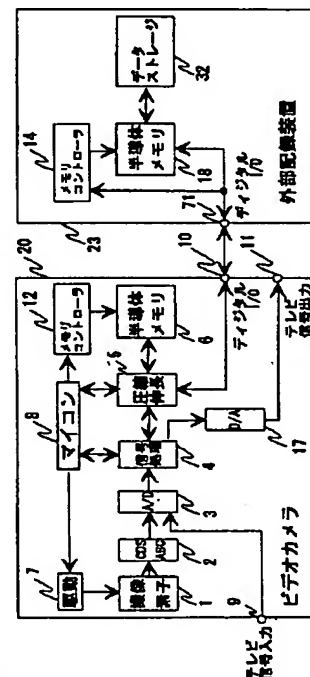 テレビ
信号入力
9
ビデオカメラ
撮像
素子
1
駆動
7
CDS
ABC
2
A/D
3
信号
処理
4
マイコン
8
圧縮
伸長
5
D/A
17
メモリ
コントローラ
12
半導体
メモリ
6
20
ディジタル
I/O
10
テレビ
信号出力
11
23
71
ディジタル
I/O
メモリ
コントローラ
14
半導体
メモリ
18
データ
ストレージ
32
外部記録装置